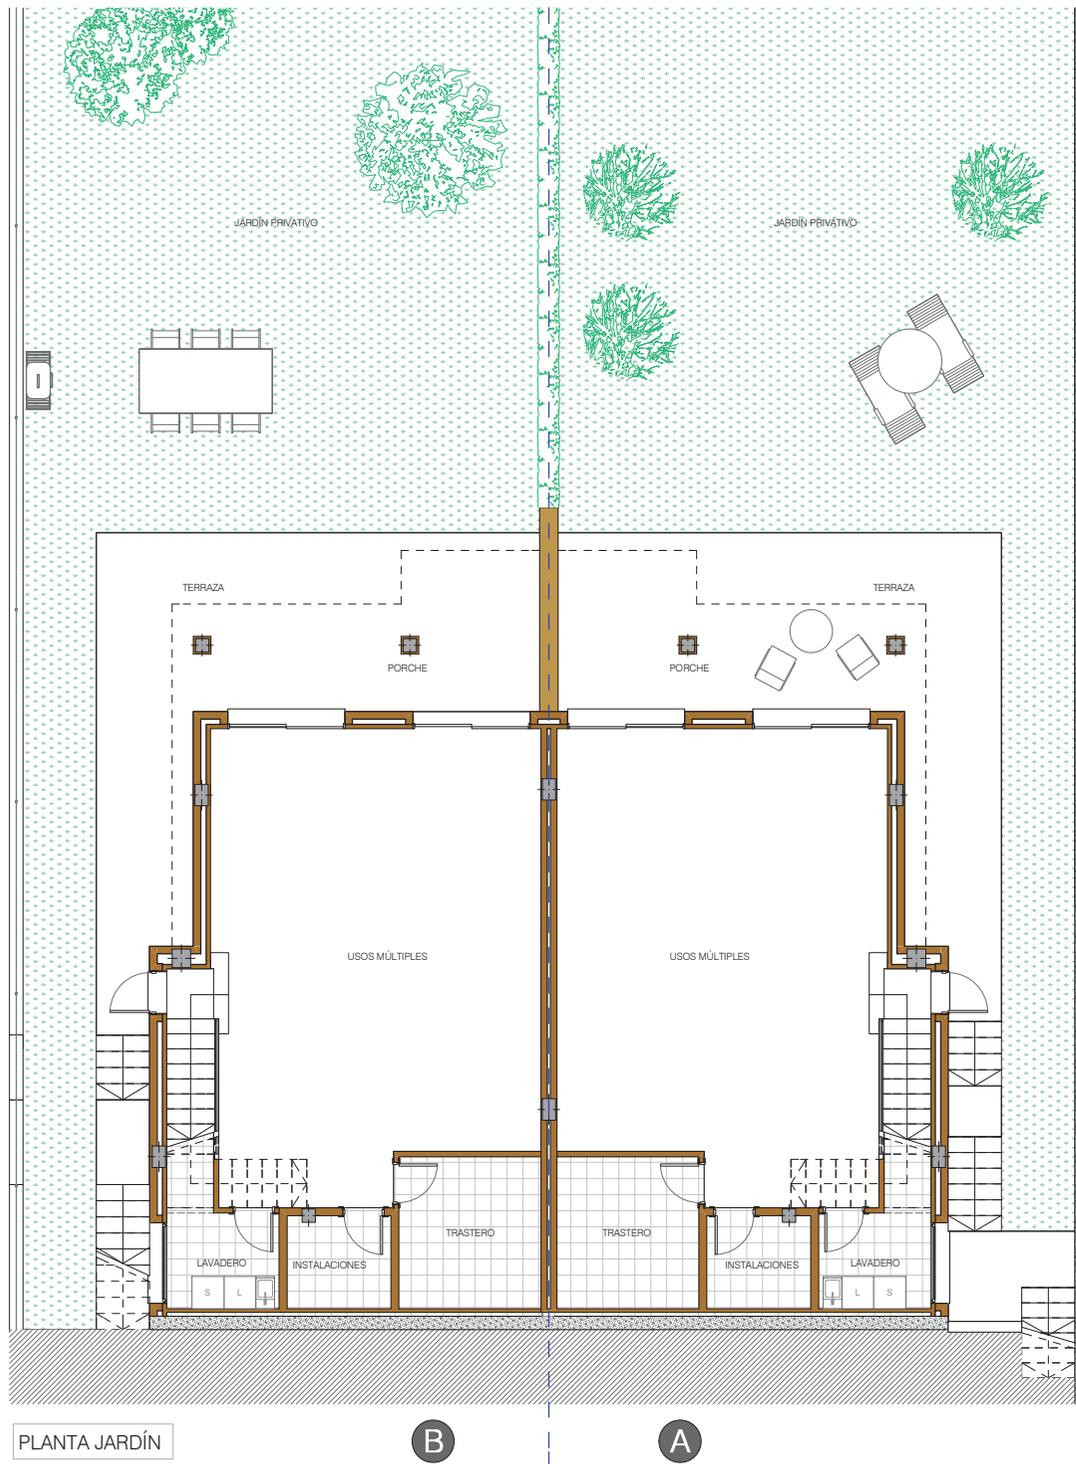 JARDÍN PRIVATIVO
JARDÍN PRIVATIVO
TERRAZA
TERRAZA
PORCHE
PORCHE
USOS MÚLTIPLES
USOS MÚLTIPLES
TRASTERO
TRASTERO
LAVADERO
INSTALACIONES
INSTALACIONES
LAVADERO
S
L
L
S
PLANTA JARDÍN
B
A